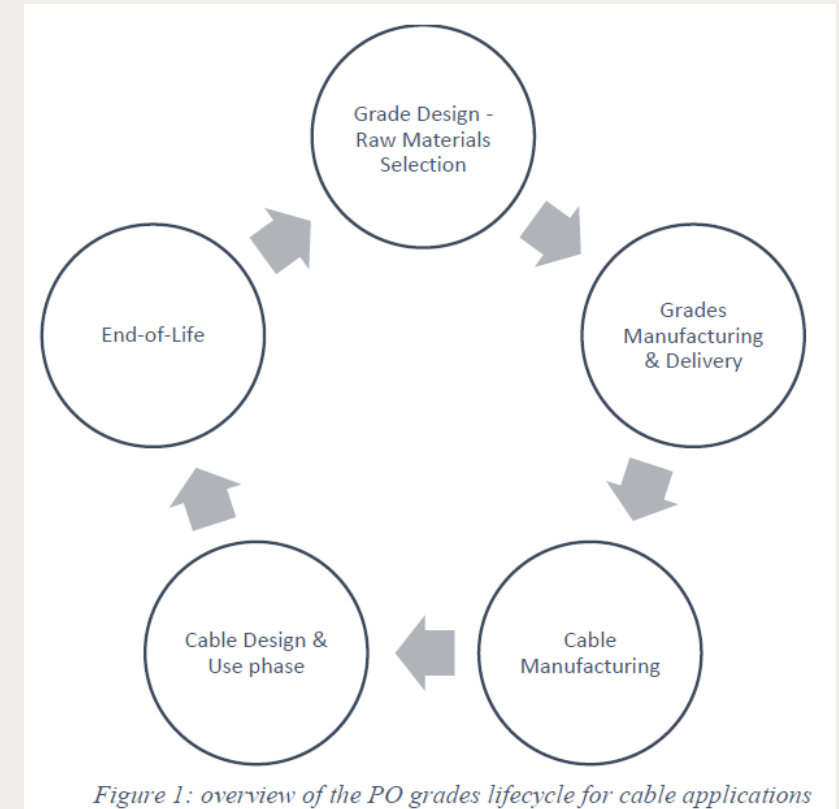 Grade Design -
Raw Materials
Selection
Grades
Manufacturing
& Delivery
Cable
Manufacturing
Cable Design &
Use phase
End-of-Life
Figure 1: overview of the PO grades lifecycle for cable applications